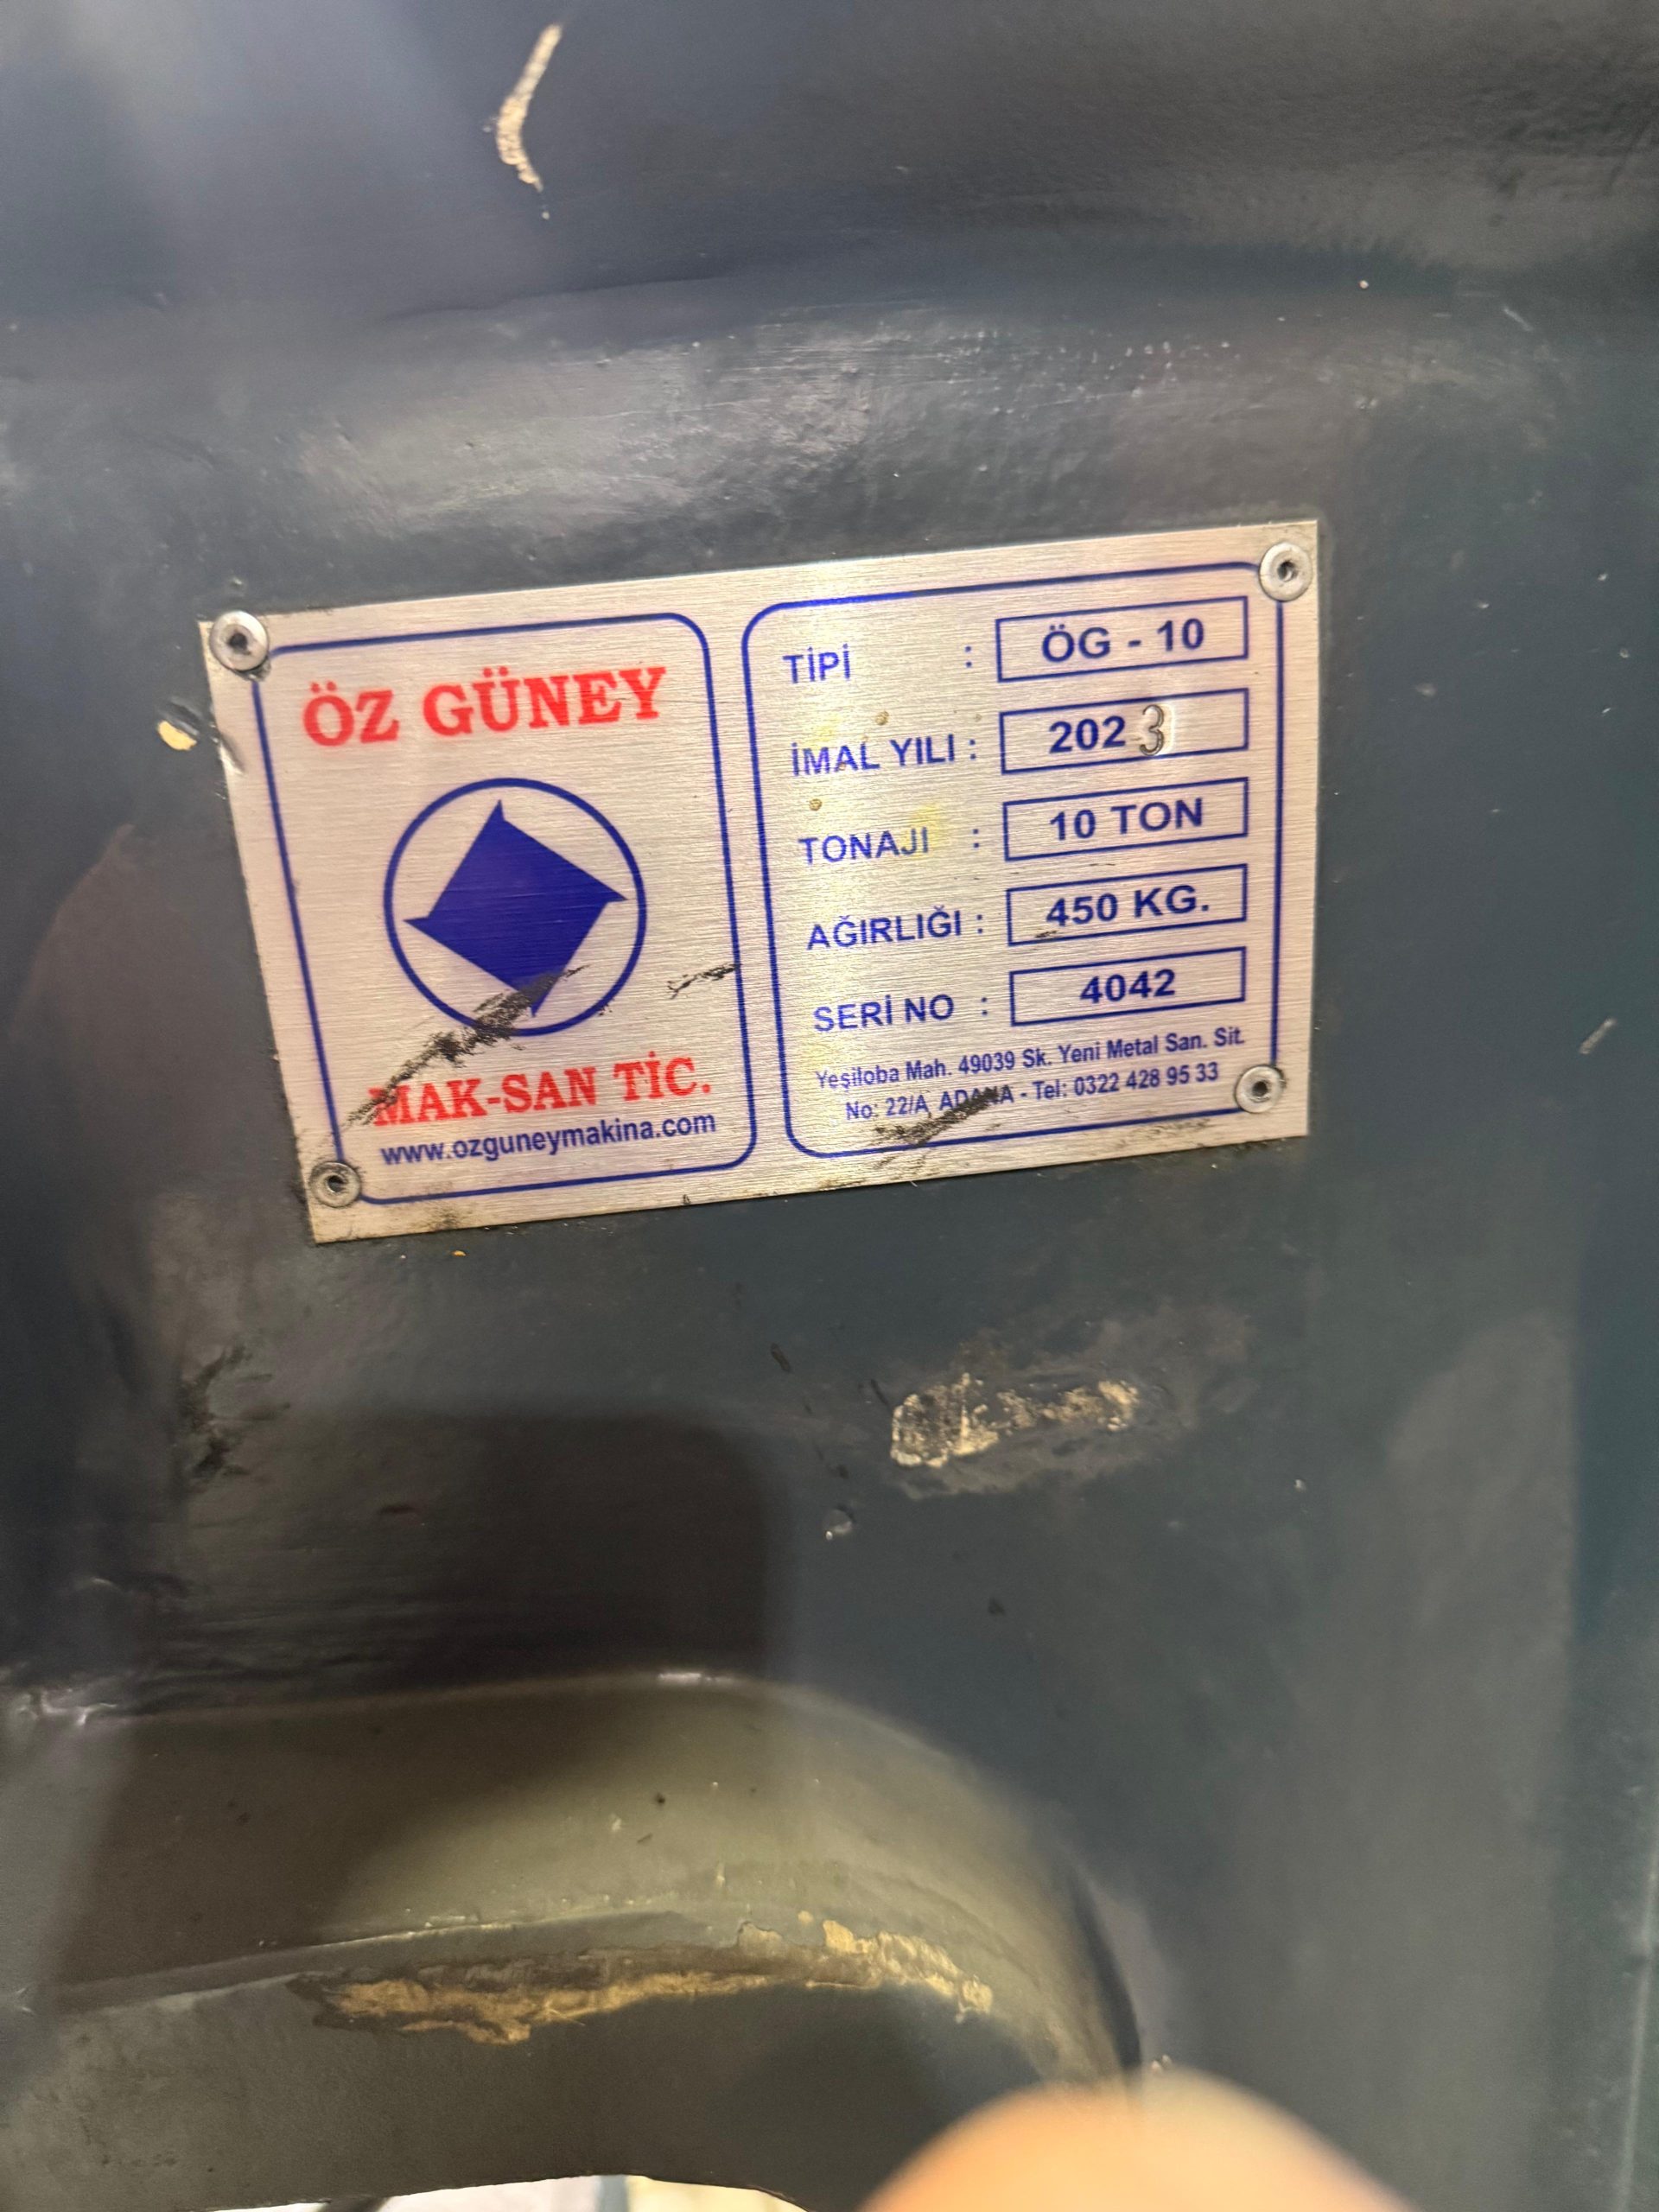 ÖZ GÜNEY
MAK-SAN TİC.
www.ozguneymakina.com
TİPİ : ÖG - 10
İMAL YILI : 2023
TONAJI : 10 TON
AĞIRLIĞI : 450 KG.
SERİ NO : 4042
Yeşiloba Mah. 49039 Sk. Yeni Metal San. Sit.
No: 22/A ADANA - Tel: 0322 428 95 33